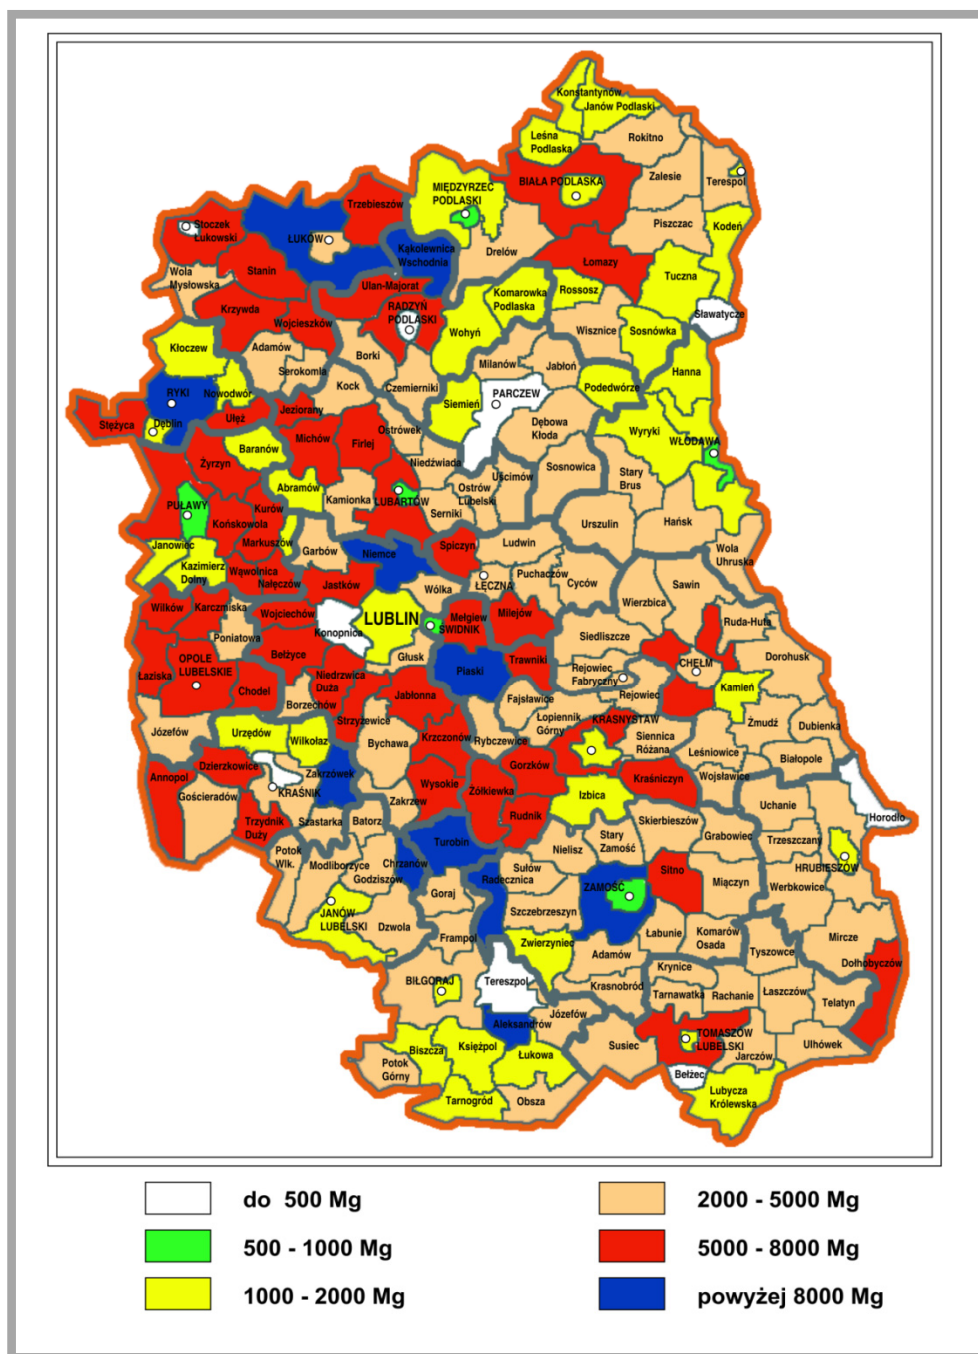 Konstantynów
Janów Podlaski
Leśna
Podlaska
Rokitno
Zalesie
Terespol
BIAŁA PODLASKA
MIĘDZYRZEC
PODLASKI
Trzebieszów
Stoczek
Łukowski
ŁUKÓW
Kąkolewnica
Wschodnia
Drelów
Piszczac
Kodeń
Łomazy
Tuczna
Wola
Mysłowska
Stanin
Ulan-Majorat
Komarowka
Podlaska
Rossosz
Sławatycze
Krzywda
Wojcieszków
RADZYŃ
PODLASKI
Wohyń
Wisznice
Sosnówka
Kłoczew
Adamów
Serokomla
Borki
Milanów
Jabłoń
Hanna
Kock
Czemierniki
Siemień
PARCZEW
Podedwórze
RYKI
Nowodwór
Stężyca
Dęblin
Ułęż
Jeziorany
Michów
Firlej
Ostrówek
Dębowa
Kłoda
Wyryki
WŁODAWA
Żyrzyn
Baranów
Niedźwiada
Sosnowica
Stary
Brus
Abramów
Kamionka
LUBARTÓW
Ostrów
Lubelski
Uścimów
Serniki
PUŁAWY
Kurów
Końskowola
Markuszów
Garbów
Niemce
Spiczyn
Ludwin
Urszulin
Hańsk
Wola
Uhruska
Janowiec
Kazimierz
Dolny
Wąwolnica
Nałęczów
Jastków
Wólka
ŁĘCZNA
Puchaczów
Cyców
Wierzbica
Sawin
Wilków
Karczmiska
Wojciechów
Konopnica
LUBLIN
ŚWIDNIK
Mełgiew
Milejów
Ruda-Huta
Poniatowa
Bełżyce
Głusk
Siedliszcze
Dorohusk
CHEŁM
Łaziska
OPOLE
LUBELSKIE
Chodel
Niedrzwica
Duża
Jabłonna
Piaski
Trawniki
Rejowiec
Fabryczny
Rejowiec
Kamień
Borzechów
Strzyżewice
Fajsławice
Łopiennik
Górny
KRASNYSTAW
Siennica
Różana
Żmudź
Dubienka
Józefów
Urzędów
Wilkołaz
Bychawa
Krzczonów
Rybczewice
Leśniowice
Białopole
Annopol
Dzierzkowice
Zakrzówek
Wysokie
Gorzków
Żółkiewka
Kraśniczyn
Wojsławice
Gościeradów
KRAŚNIK
Zakrzew
Izbica
Uchanie
Horodło
Trzydnik
Duży
Szastarka
Batorz
Rudnik
Skierbieszów
Grabowiec
Trzeszczany
HRUBIESZÓW
Potok
Wlk.
Modliborzyce
Godziszów
Chrzanów
Turobin
Nielisz
Stary
Zamość
Radecznica
Sułów
Sitno
Miączyn
Werbkowice
ZAMOŚĆ
Goraj
Szczebrzeszyn
JANÓW
LUBELSKI
Dzwola
Frampol
Zwierzyniec
Łabunie
Komarów
Osada
Tyszowce
Mircze
Dołhobyczów
Adamów
Krynice
BIŁGORAJ
Tereszpol
Krasnobród
Tarnawatka
Rachanie
Łaszczów
Telatyn
Józefów
Aleksandrów
Biszcza
Księżpol
Łukowa
Susiec
TOMASZÓW
LUBELSKI
Jarczów
Ulhówek
Potok
Górny
Bełżec
Lubycza
Królewska
Tarnogród
Obsza
do 500 Mg
500 - 1000 Mg
1000 - 2000 Mg
2000 - 5000 Mg
5000 - 8000 Mg
powyżej 8000 Mg